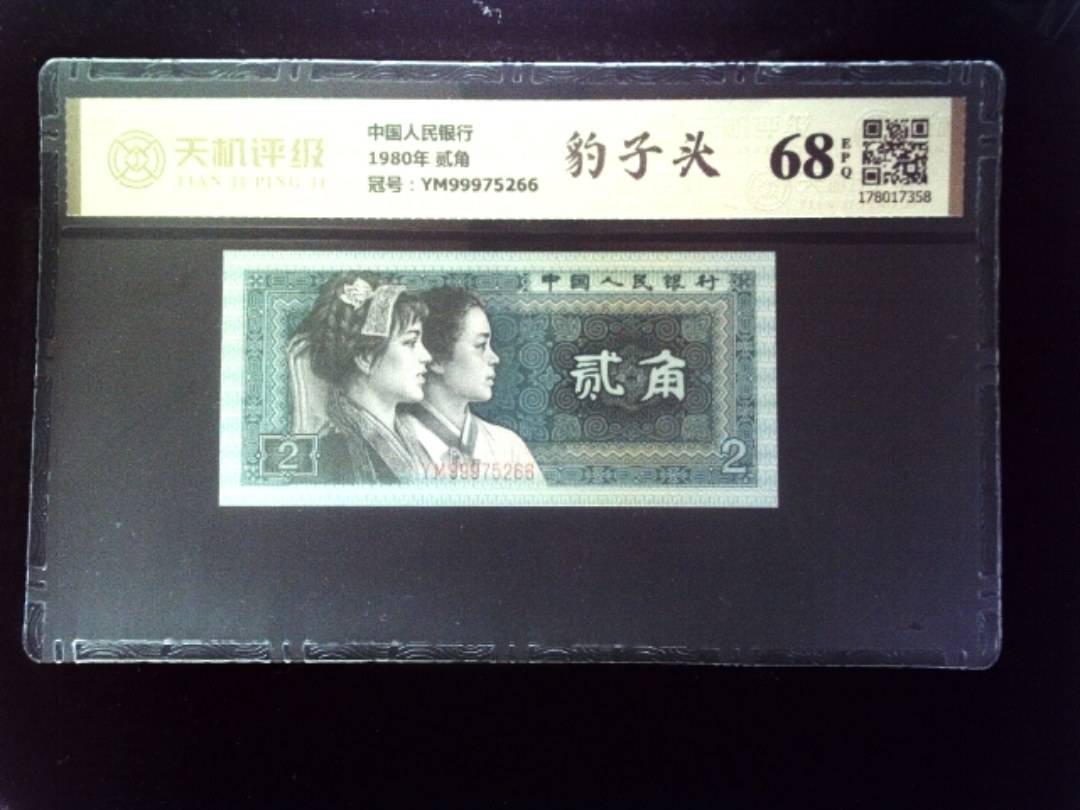 天机评级
TIAN JI PING JI
中国人民银行
1980年 贰角
冠号：YM99975266
豹子头
68
EPQ
178017358
中国人民银行
贰角
2
2
YM99975266